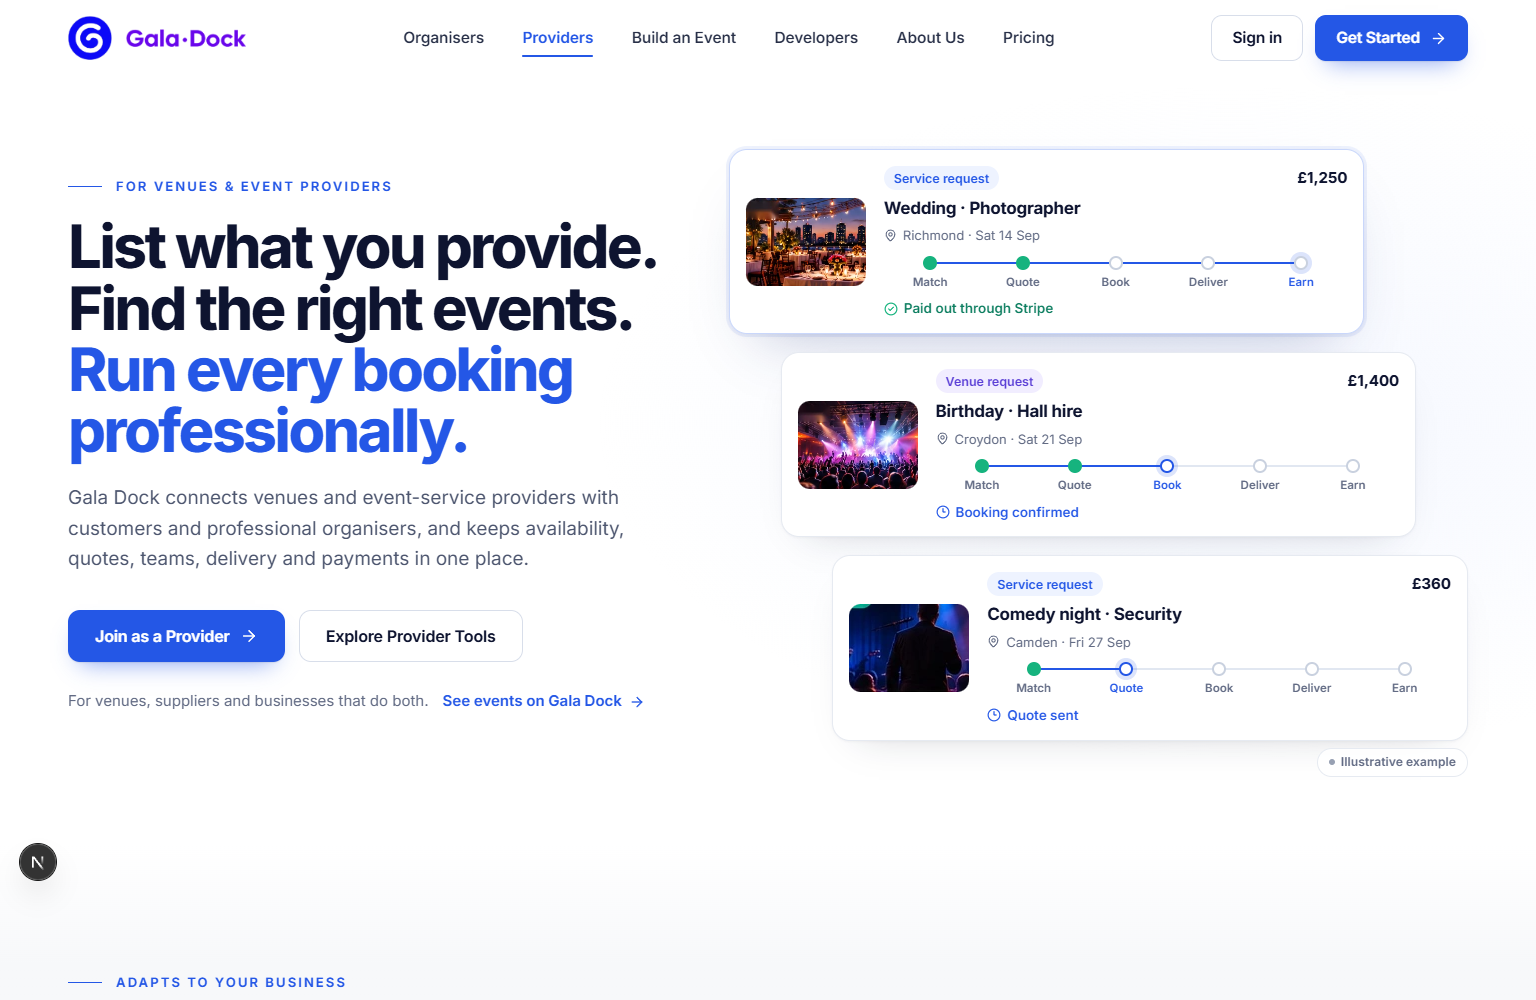 Gala·Dock
Organisers
Providers
Build an Event
Developers
About Us
Pricing
Sign in
Get Started
FOR VENUES & EVENT PROVIDERS
List what you provide.
Find the right events.
Run every booking
professionally.
Gala Dock connects venues and event-service providers with
customers and professional organisers, and keeps availability,
quotes, teams, delivery and payments in one place.
Join as a Provider
Explore Provider Tools
For venues, suppliers and businesses that do both. See events on Gala Dock
Service request
£1,250
Wedding · Photographer
Richmond · Sat 14 Sep
Match Quote Book Deliver Earn
Paid out through Stripe
Venue request
£1,400
Birthday · Hall hire
Croydon · Sat 21 Sep
Match Quote Book Deliver Earn
Booking confirmed
Service request
£360
Comedy night · Security
Camden · Fri 27 Sep
Match Quote Book Deliver Earn
Quote sent
Illustrative example
N
ADAPTS TO YOUR BUSINESS